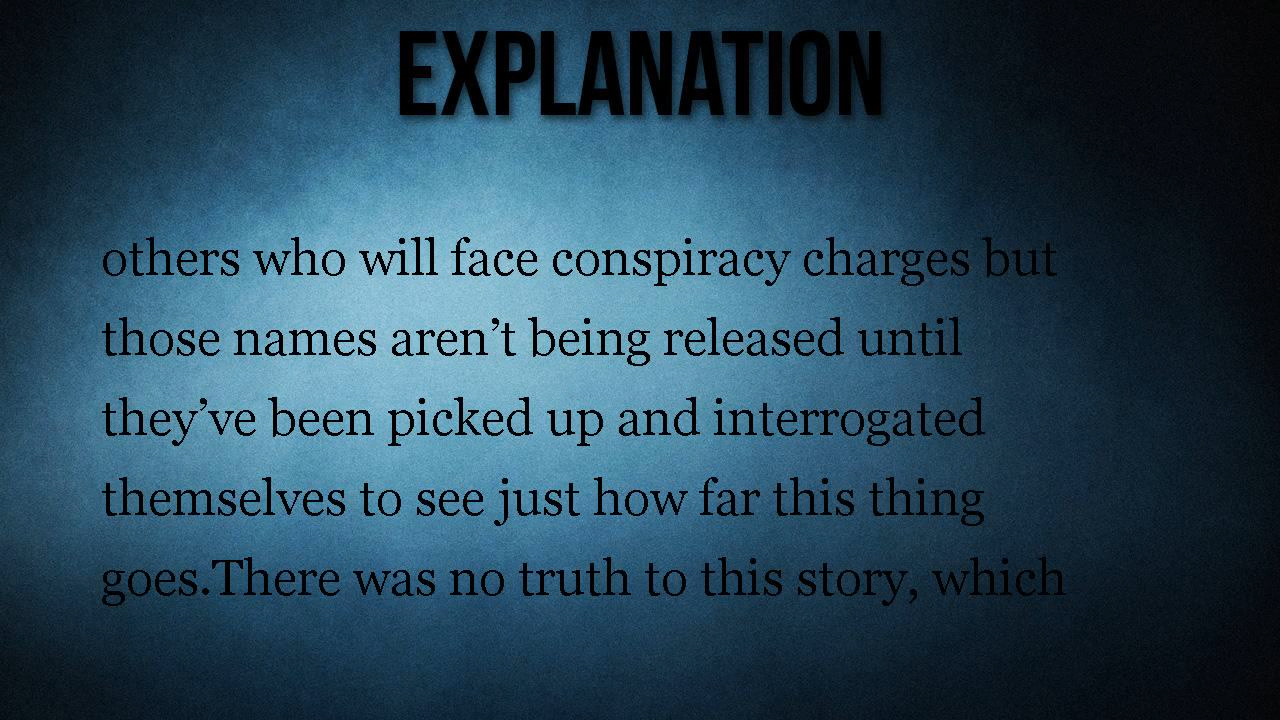 EXPLANATION
others who will face conspiracy charges but
those names aren’t being released until
they’ve been picked up and interrogated
themselves to see just how far this thing
goes.There was no truth to this story, which